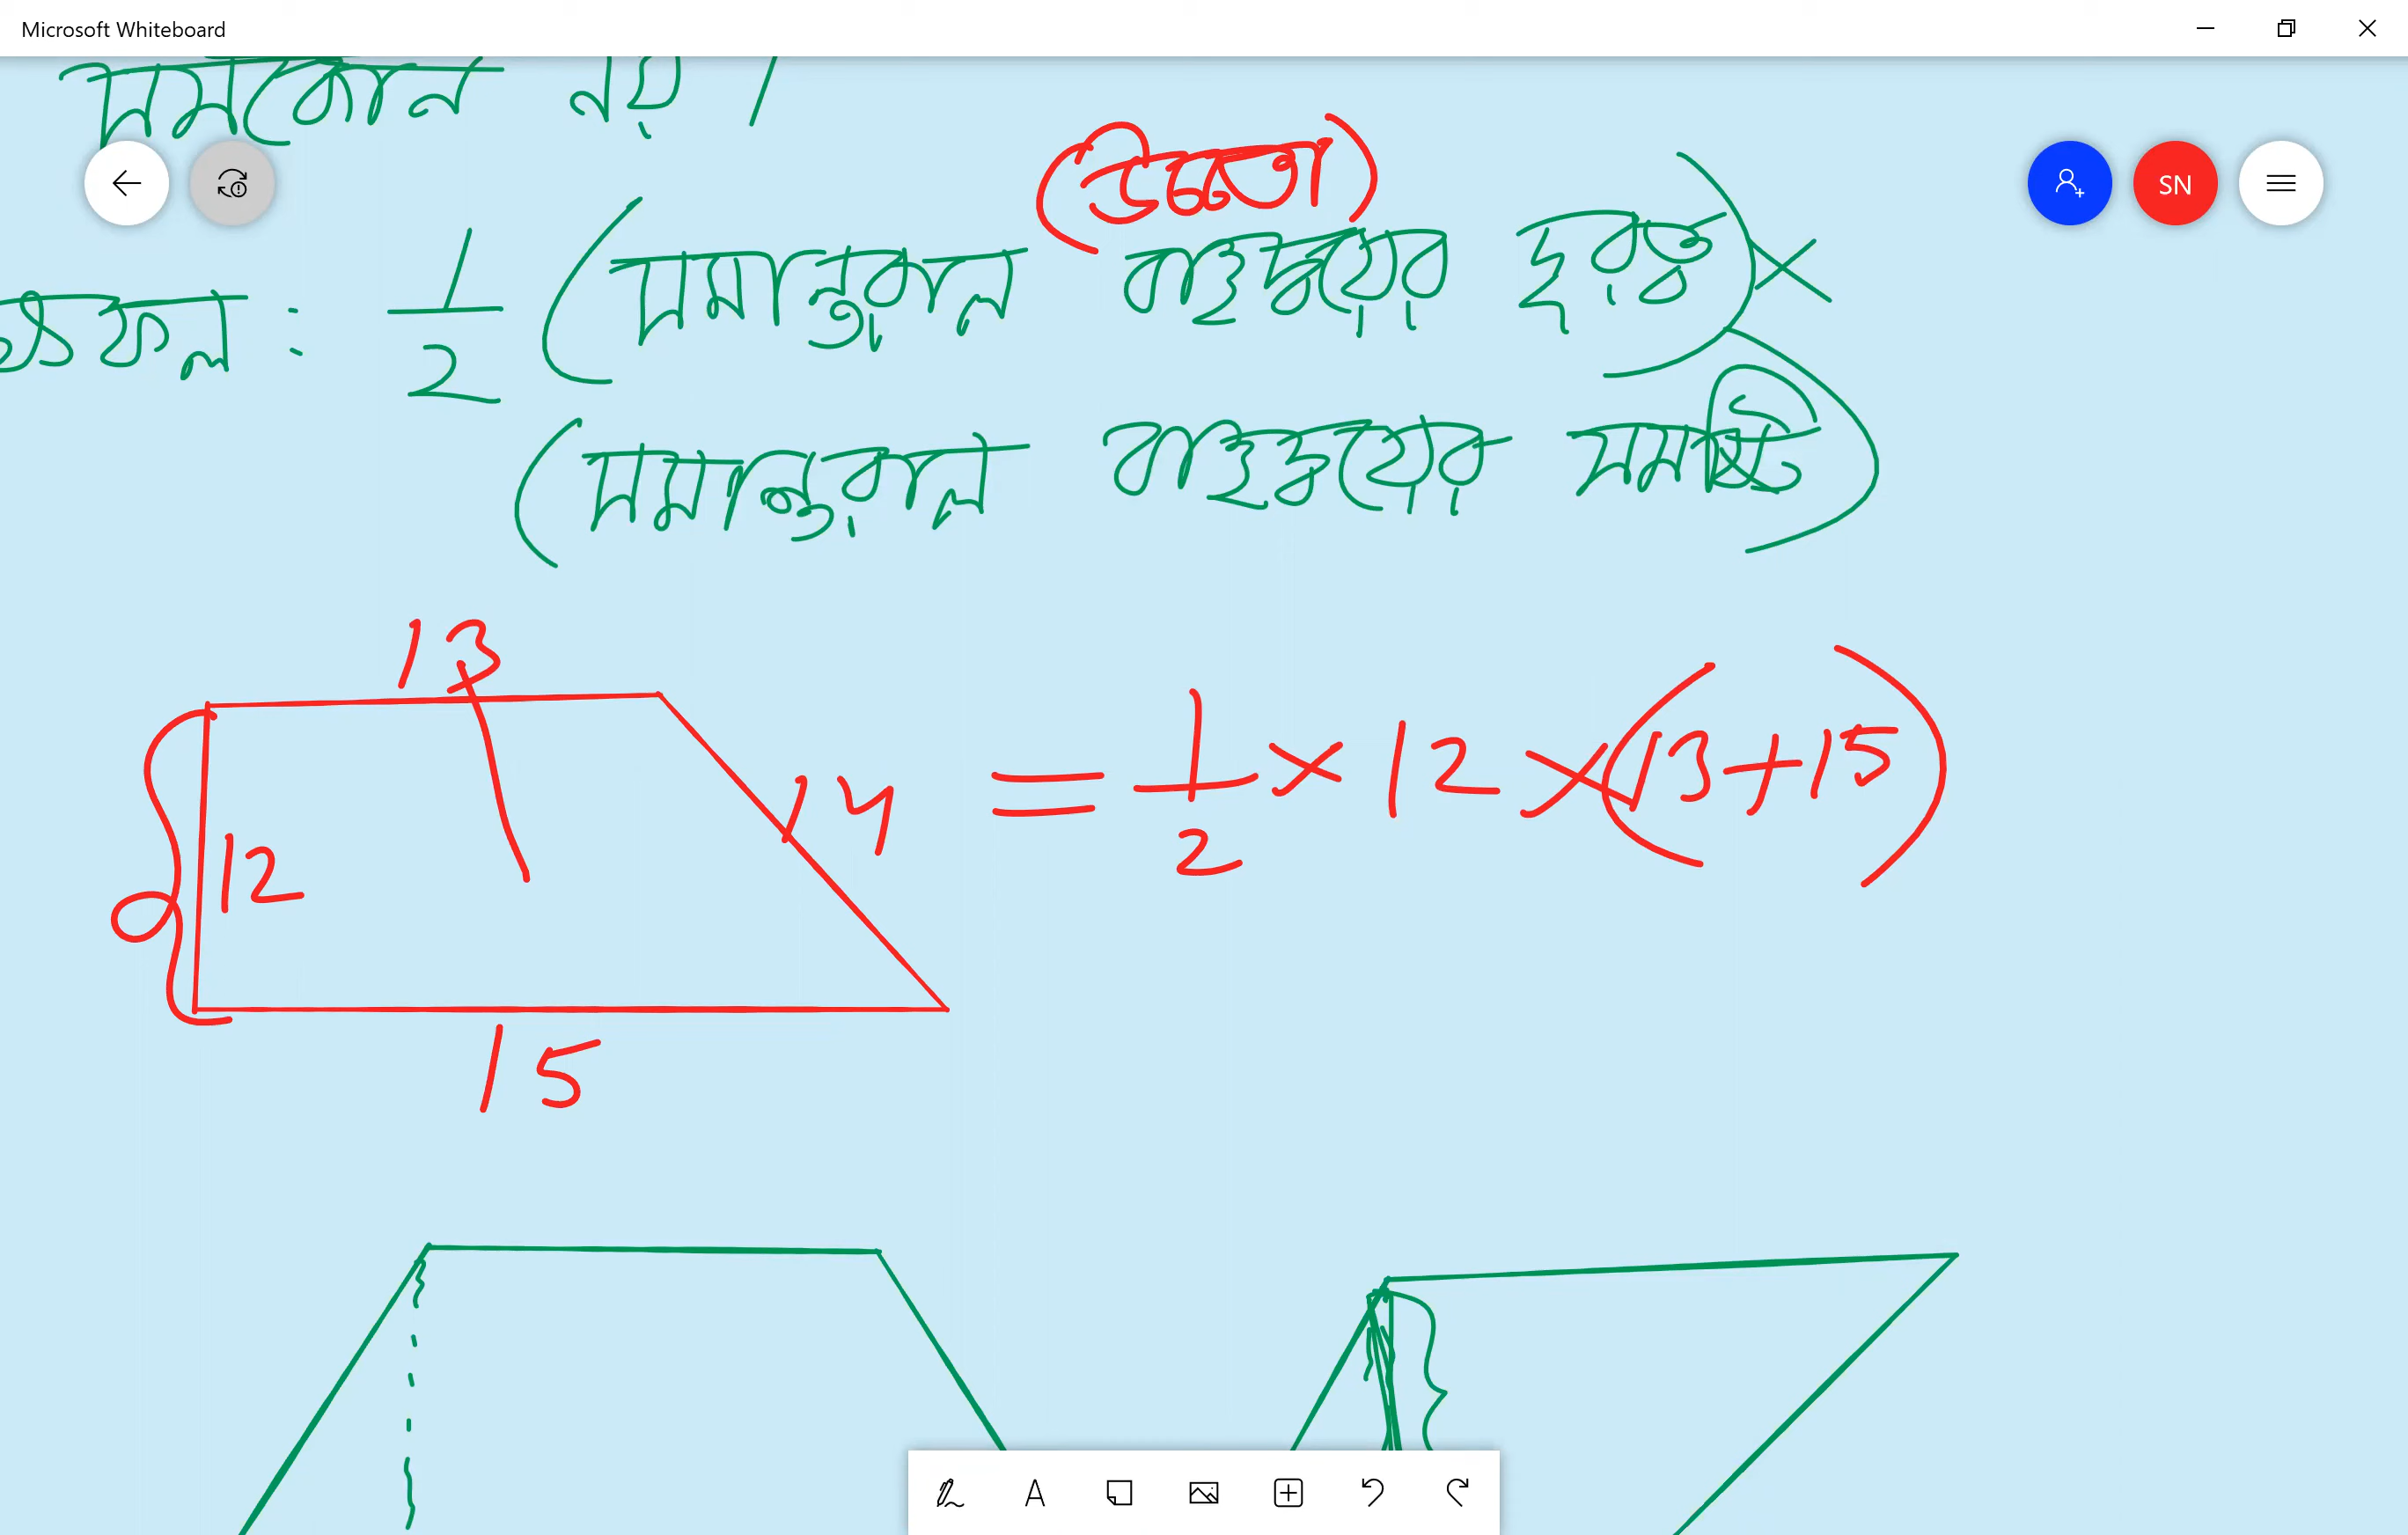 Microsoft Whiteboard
সমকোন নয়।
(উচ্চতা)
SN
ফল : 1/2 (সমান্তরাল বাহুদ্বয়ের দূরত্ব) ×
(সমান্তরাল বাহুদ্বয়ের সমষ্টি)
13
12
14
= 1/2 × 12 × (13+15)
15